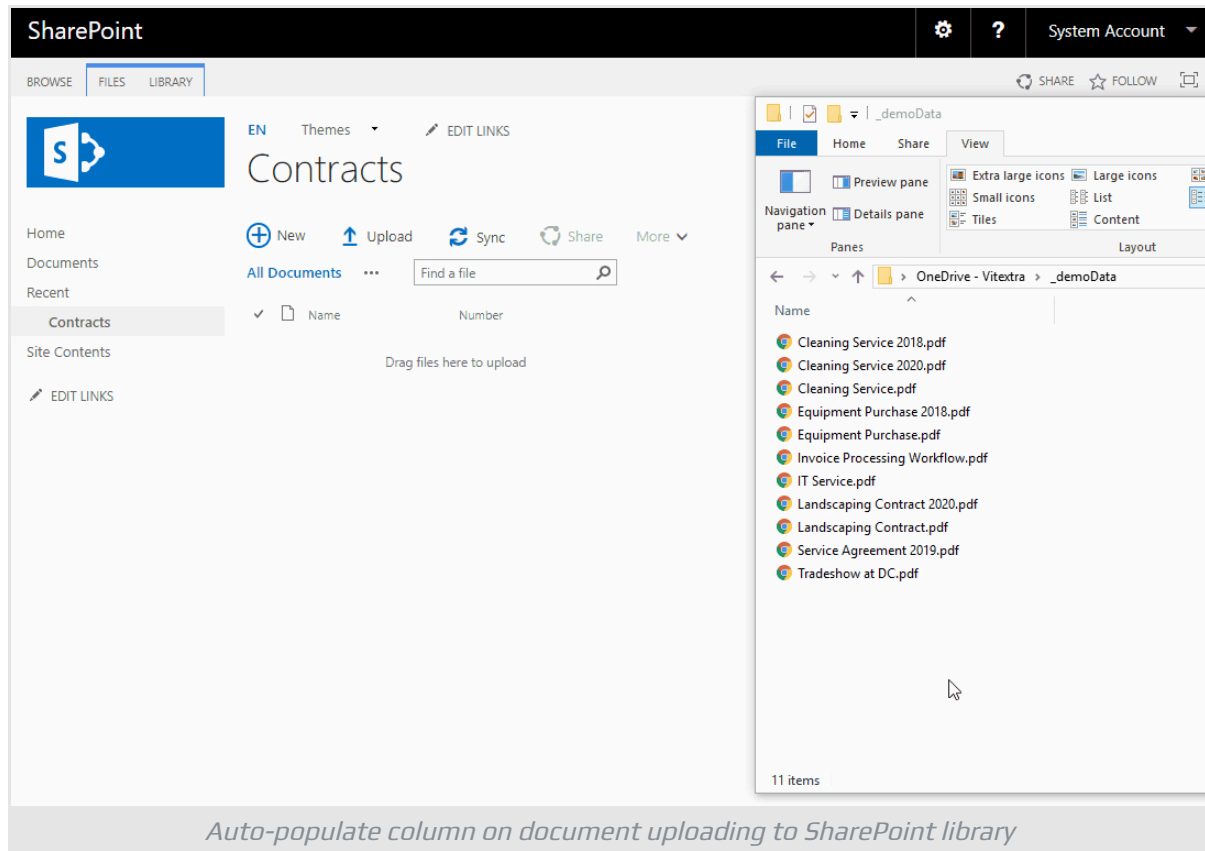 SharePoint
?
System Account
BROWSE FILES LIBRARY
SHARE FOLLOW
S
EN Themes EDIT LINKS
Contracts
Home
Documents
Recent
Contracts
Site Contents
EDIT LINKS
New Upload Sync Share More
All Documents ... Find a file
Name Number
Drag files here to upload
_demoData
File Home Share View
Navigation pane
Preview pane
Details pane
Panes
Extra large icons Large icons
Small icons List
Tiles Content
Layout
OneDrive - Vitextra > _demoData
Name
Cleaning Service 2018.pdf
Cleaning Service 2020.pdf
Cleaning Service.pdf
Equipment Purchase 2018.pdf
Equipment Purchase.pdf
Invoice Processing Workflow.pdf
IT Service.pdf
Landscaping Contract 2020.pdf
Landscaping Contract.pdf
Service Agreement 2019.pdf
Tradeshow at DC.pdf
11 items
Auto-populate column on document uploading to SharePoint library